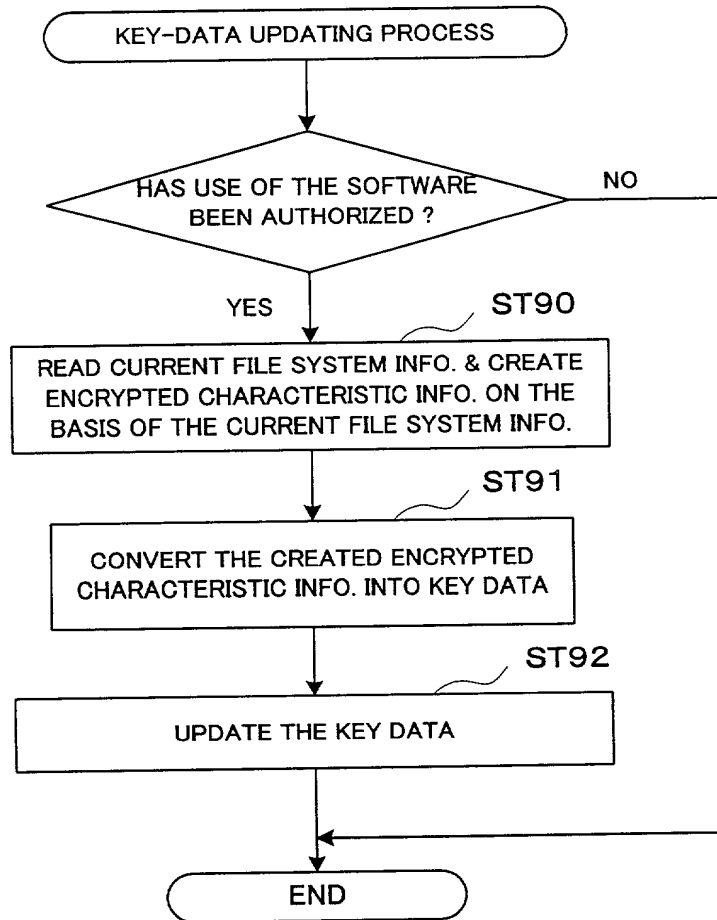 KEY-DATA UPDATING PROCESS
HAS USE OF THE SOFTWARE
BEEN AUTHORIZED ?
NO
YES
ST90
READ CURRENT FILE SYSTEM INFO. & CREATE
ENCRYPTED CHARACTERISTIC INFO. ON THE
BASIS OF THE CURRENT FILE SYSTEM INFO.
ST91
CONVERT THE CREATED ENCRYPTED
CHARACTERISTIC INFO. INTO KEY DATA
ST92
UPDATE THE KEY DATA
END